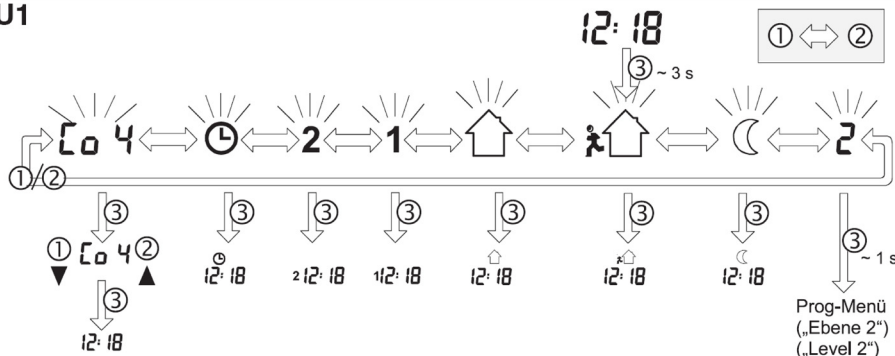 U1
12:18
① ⇔ ②
③ ~ 3 s
Co 4 2 1 2
①/②
③ ③ ③ ③ ③ ③ ③ ③ ~ 1 s
① Co 4 ②
12:18 2 12:18 1 12:18 12:18 12:18 12:18
③
12:18
Prog-Menü
(„Ebene 2“)
(„Level 2“)